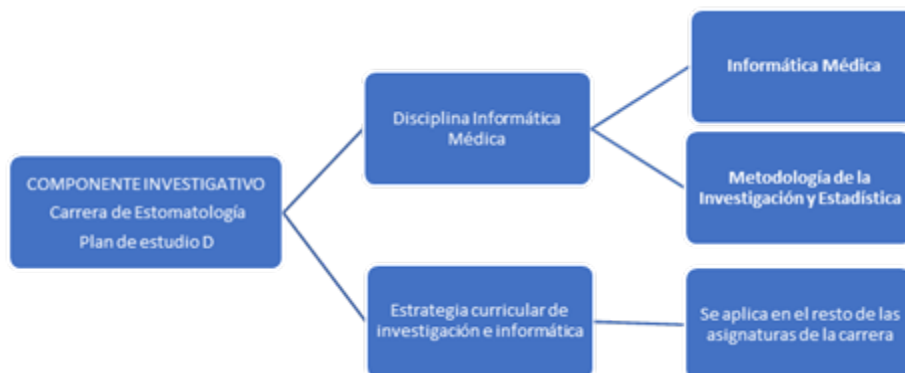 COMPONENTE INVESTIGATIVO
Carrera de Estomatología
Plan de estudio D
Disciplina Informática
Médica
Informática Médica
Metodología de la
Investigación y Estadística
Estrategia curricular de
investigación e informática
Se aplica en el resto de las
asignaturas de la carrera